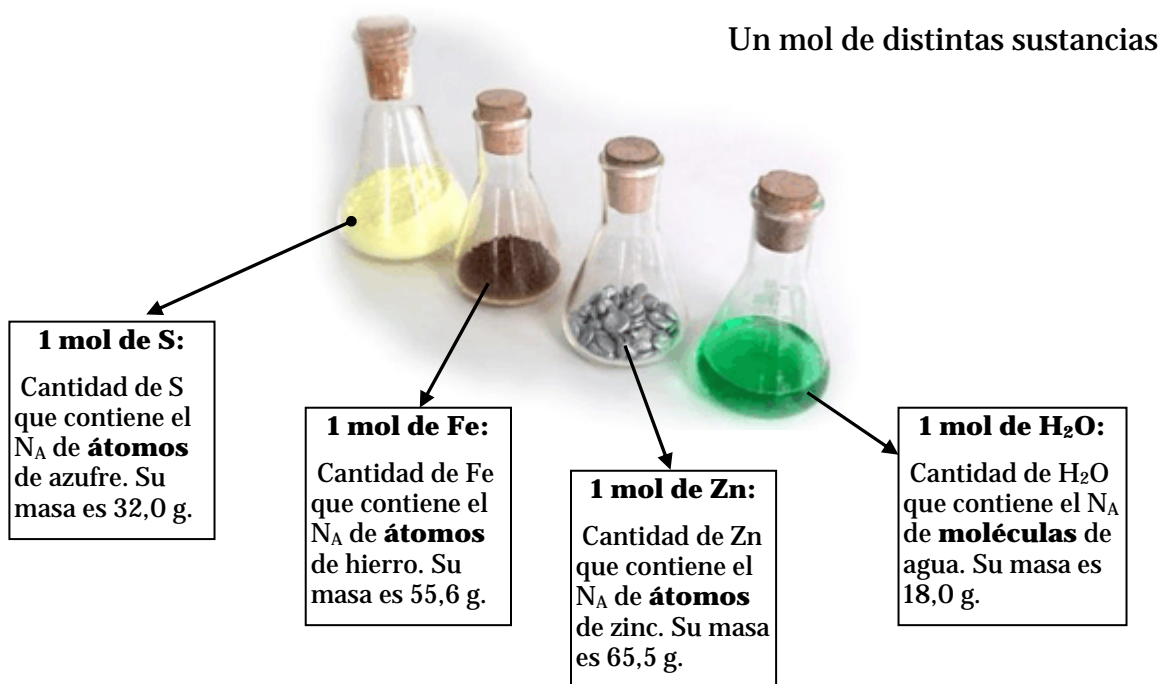 Un mol de distintas sustancias
1 mol de S:
Cantidad de S
que contiene el
N_A de átomos
de azufre. Su
masa es 32,0 g.
1 mol de Fe:
Cantidad de Fe
que contiene el
N_A de átomos
de hierro. Su
masa es 55,6 g.
1 mol de Zn:
Cantidad de Zn
que contiene el
N_A de átomos
de zinc. Su masa
es 65,5 g.
1 mol de H₂O:
Cantidad de H₂O
que contiene el N_A
de moléculas de
agua. Su masa es
18,0 g.